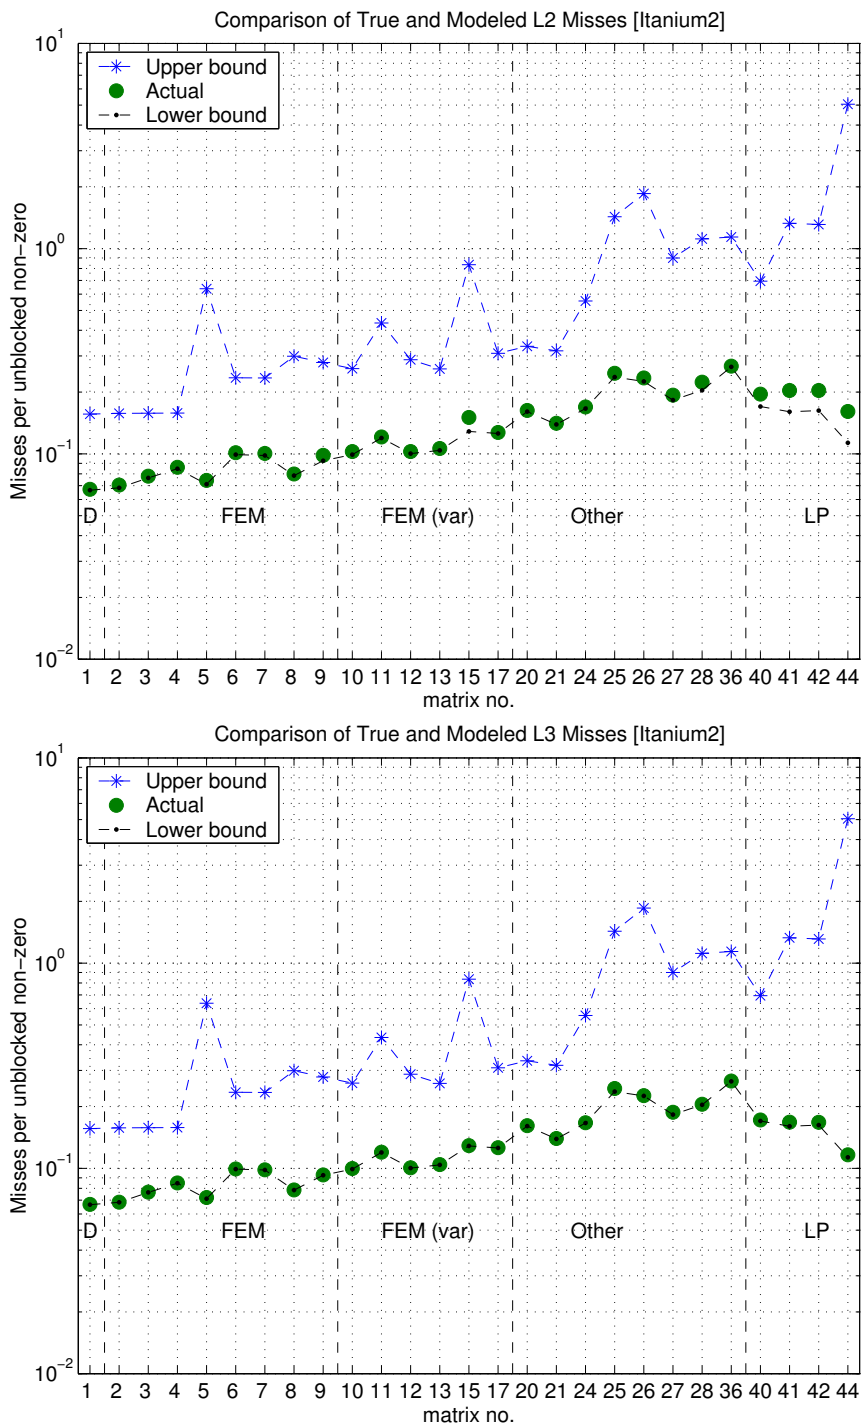 Comparison of True and Modeled L2 Misses [Itanium2]
10^1
Upper bound
Actual
Lower bound
10^0
Misses per unblocked non−zero
10^−1
D FEM FEM (var) Other LP
10^−2
1 2 3 4 5 6 7 8 9 10 11 12 13 15 17 20 21 24 25 26 27 28 36 40 41 42 44
matrix no.
Comparison of True and Modeled L3 Misses [Itanium2]
10^1
Upper bound
Actual
Lower bound
10^0
Misses per unblocked non−zero
10^−1
D FEM FEM (var) Other LP
10^−2
1 2 3 4 5 6 7 8 9 10 11 12 13 15 17 20 21 24 25 26 27 28 36 40 41 42 44
matrix no.